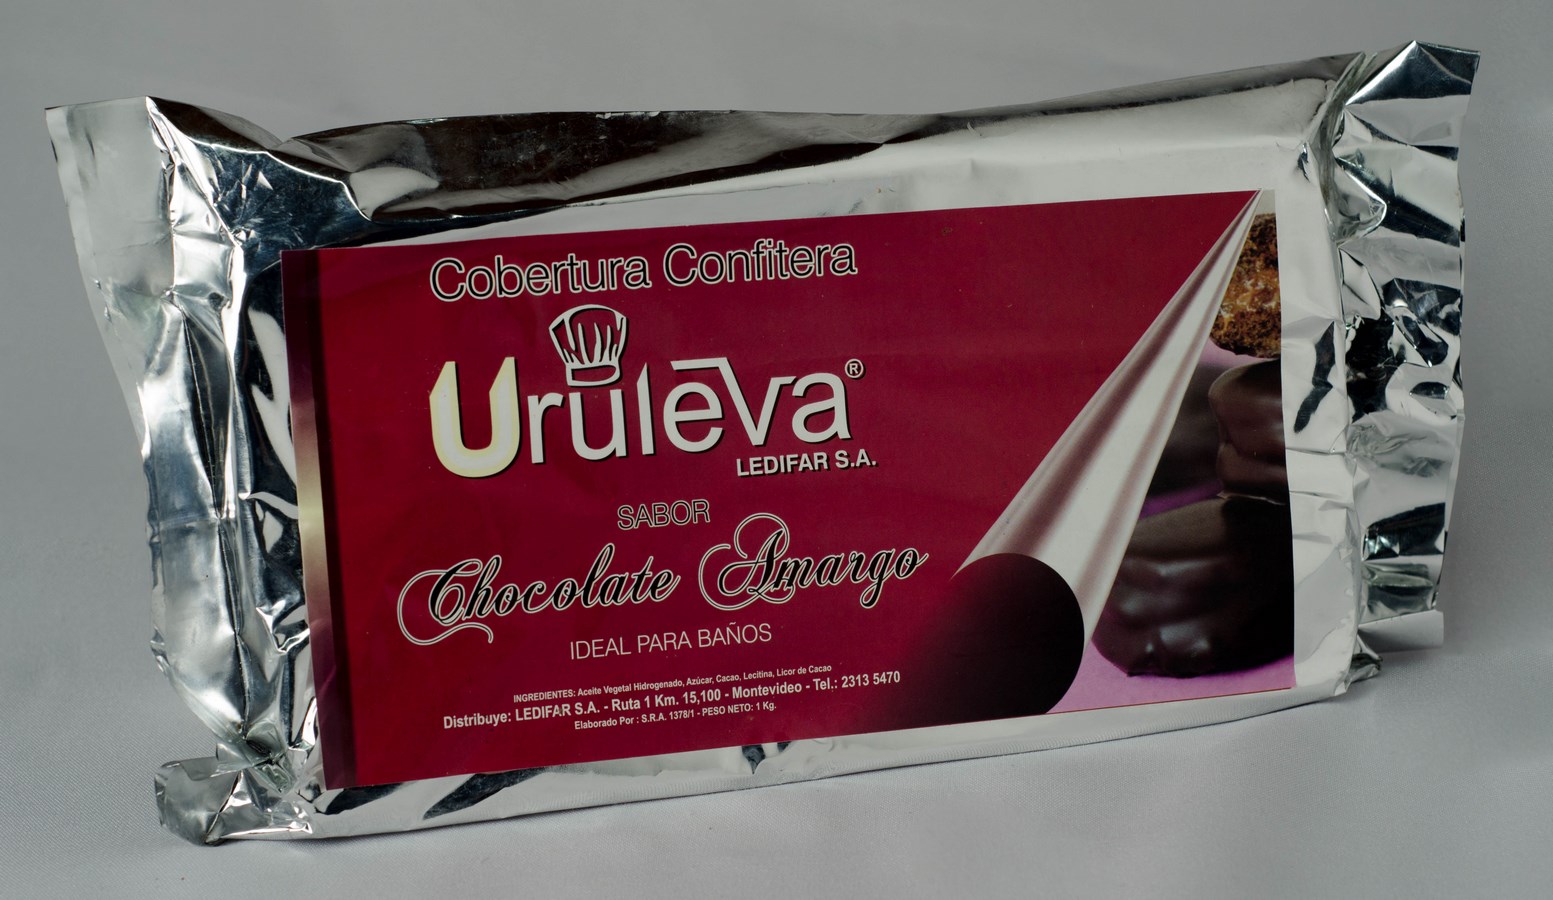 Cobertura Confitera
Uruleva®
LEDIFAR S.A.
SABOR
Chocolate Amargo
IDEAL PARA BAÑOS
INGREDIENTES: Aceite Vegetal Hidrogenado, Azúcar, Cacao, Lecitina, Licor de Cacao
Distribuye: LEDIFAR S.A. - Ruta 1 Km. 15,100 - Montevideo - Tel.: 2313 5470
Elaborado Por : S.R.A. 1378/1 - PESO NETO: 1 Kg.